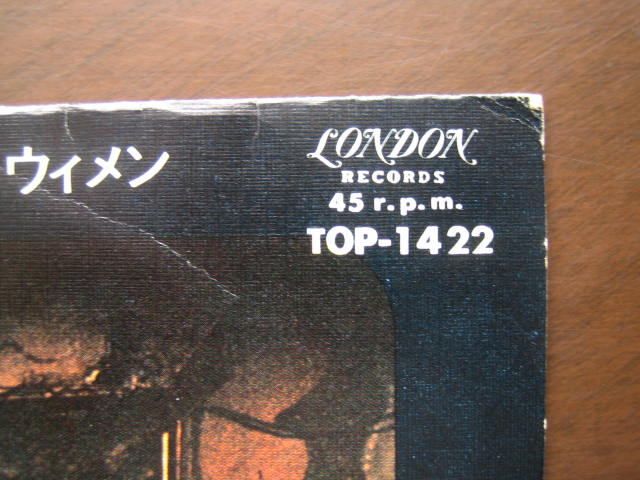 ウィメン
LONDON
RECORDS
45 r.p.m.
TOP-1422